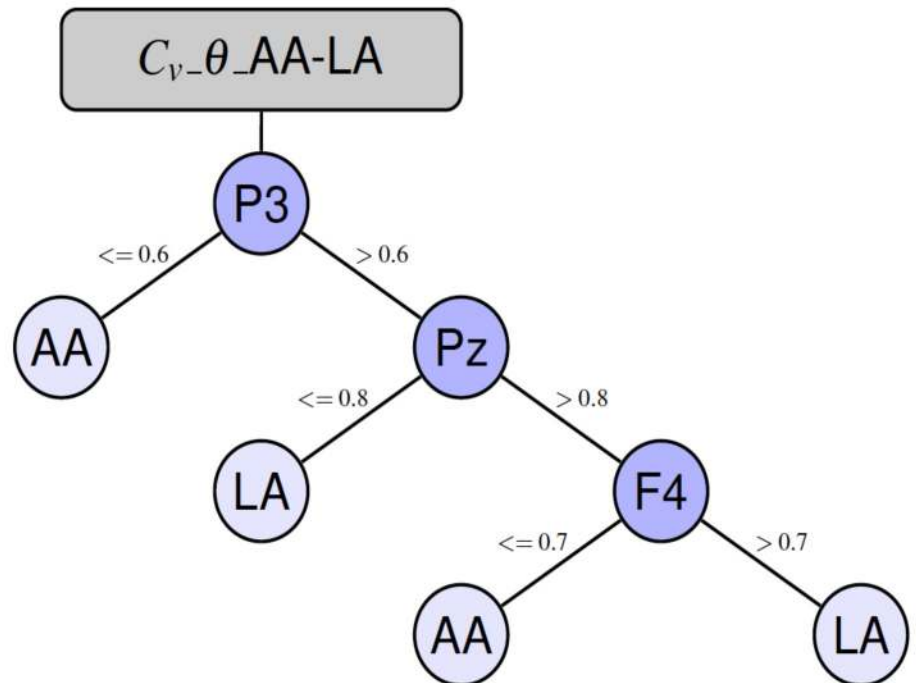 C_v_θ_AA-LA
P3
<= 0.6
> 0.6
AA
Pz
<= 0.8
> 0.8
LA
F4
<= 0.7
> 0.7
AA
LA